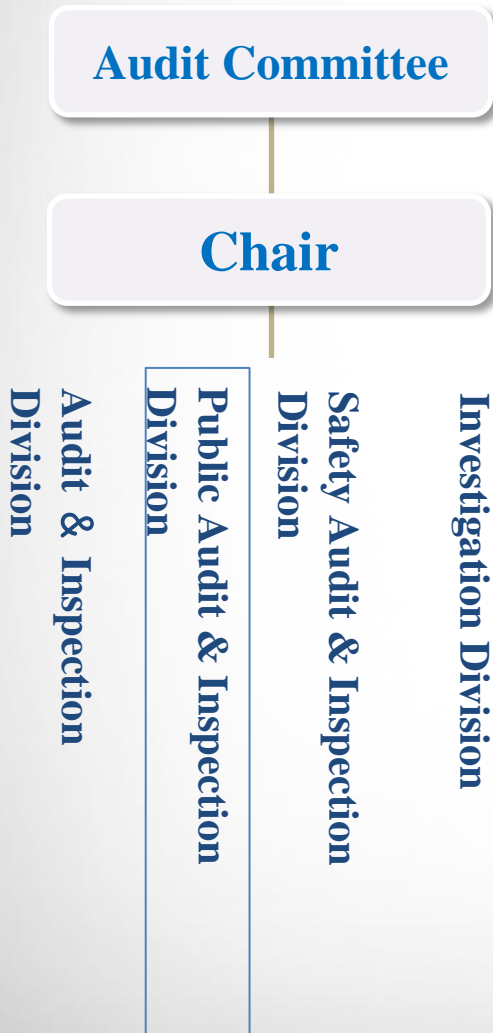 Audit Committee
Chair
Audit & Inspection
Division
Public Audit & Inspection
Division
Safety Audit & Inspection
Division
Investigation Division